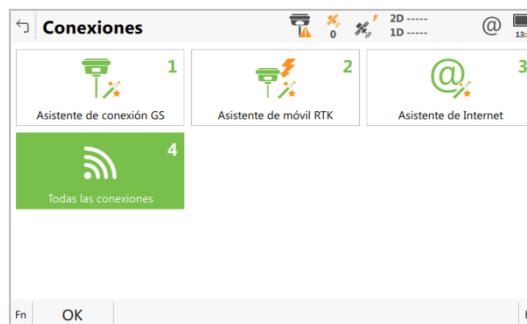 Conexiones
0
2D -----
1D -----
@
1
Asistente de conexión GS
2
Asistente de móvil RTK
3
Asistente de Internet
4
Todas las conexiones
Fn OK